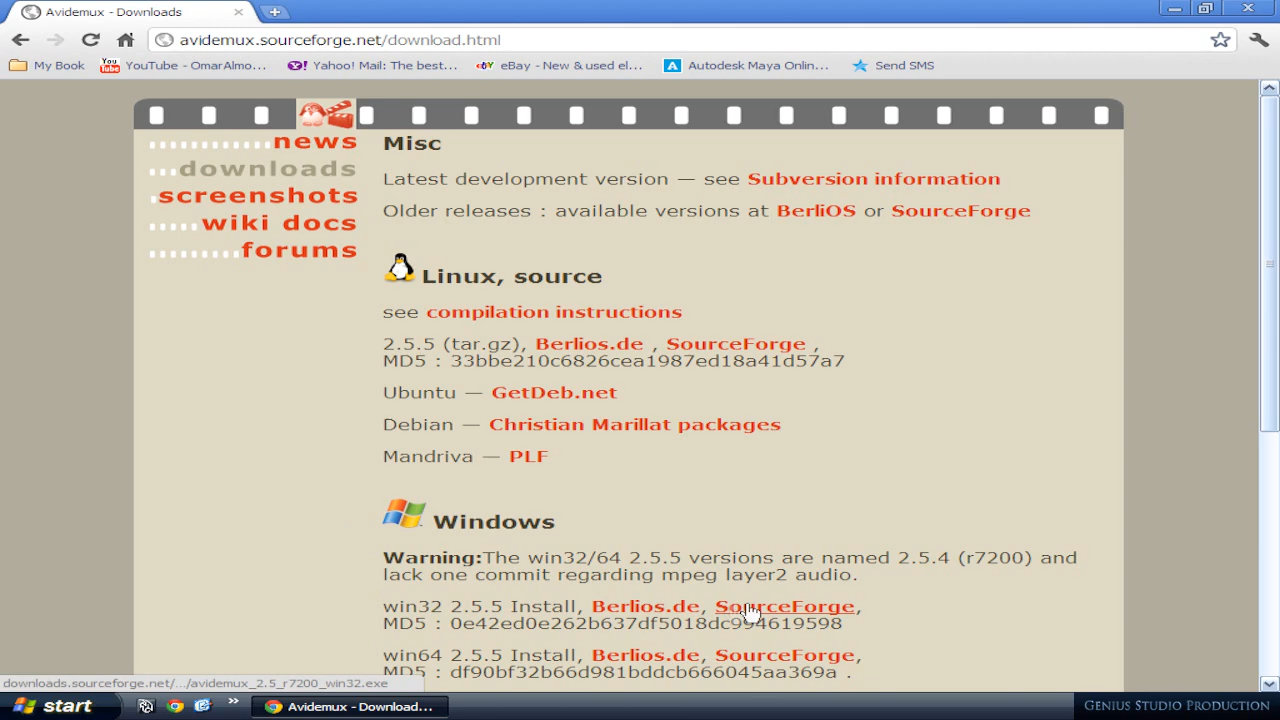 Avidemux - Downloads
avidemux.sourceforge.net/download.html
My Book
You Tube
YouTube - OmarAlmo...
Yahoo! Mail: The best...
eBay - New & used el...
A
Autodesk Maya Onlin...
Send SMS
news
downloads
screenshots
wiki docs
forums
Misc
Latest development version — see Subversion information
Older releases : available versions at BerliOS or SourceForge
Linux, source
see compilation instructions
2.5.5 (tar.gz), Berlios.de , SourceForge ,
MD5 : 33bbe210c6826cea1987ed18a41d57a7
Ubuntu — GetDeb.net
Debian — Christian Marillat packages
Mandriva — PLF
Windows
Warning:The win32/64 2.5.5 versions are named 2.5.4 (r7200) and
lack one commit regarding mpeg layer2 audio.
win32 2.5.5 Install, Berlios.de, SourceForge,
MD5 : 0e42ed0e262b637df5018dc994619598
win64 2.5.5 Install, Berlios.de, SourceForge,
MD5 : df90bf32b66d981bddcb666045aa369a .
downloads.sourceforge.net/.../avidemux_2.5_r7200_win32.exe
start
Avidemux - Download...
GENIUS STUDIO PRODUCTION